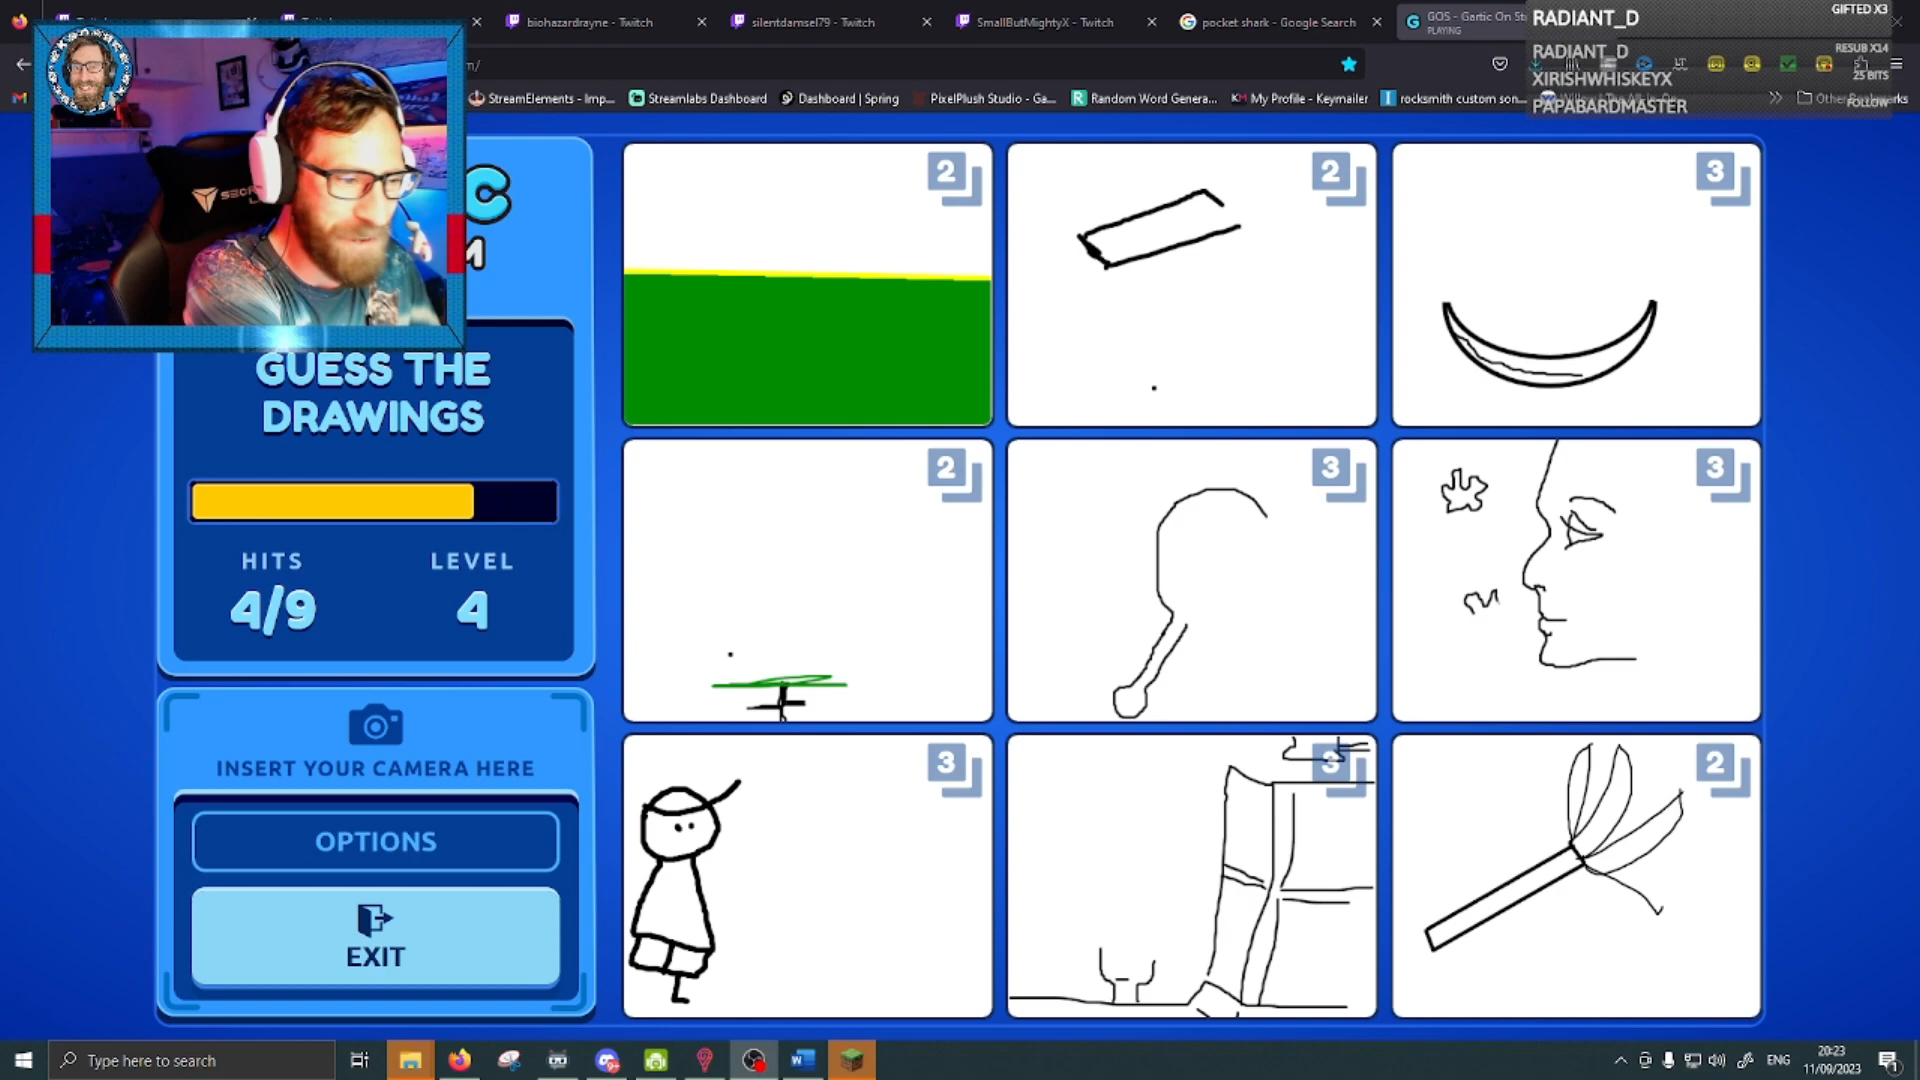 biohazardrayne - Twitch
silentdamsel79 - Twitch
SmallButMightyX - Twitch
pocket shark - Google Search
GOS - Gartic On St
PLAYING
RADIANT_D
GIFTED X3
RADIANT_D
RESUB X14
XIRISHWHISKEYX
25 BITS
PAPABARDMASTER
FOLLOW
StreamElements - Imp...
Streamlabs Dashboard
Dashboard | Spring
PixelPlush Studio - Ga...
Random Word Genera...
My Profile - Keymailer
rocksmith custom son...
GUESS THE
DRAWINGS
HITS
LEVEL
4/9
4
INSERT YOUR CAMERA HERE
OPTIONS
EXIT
2
2
3
2
3
3
3
3
2
Type here to search
ENG
20:23
11/09/2023